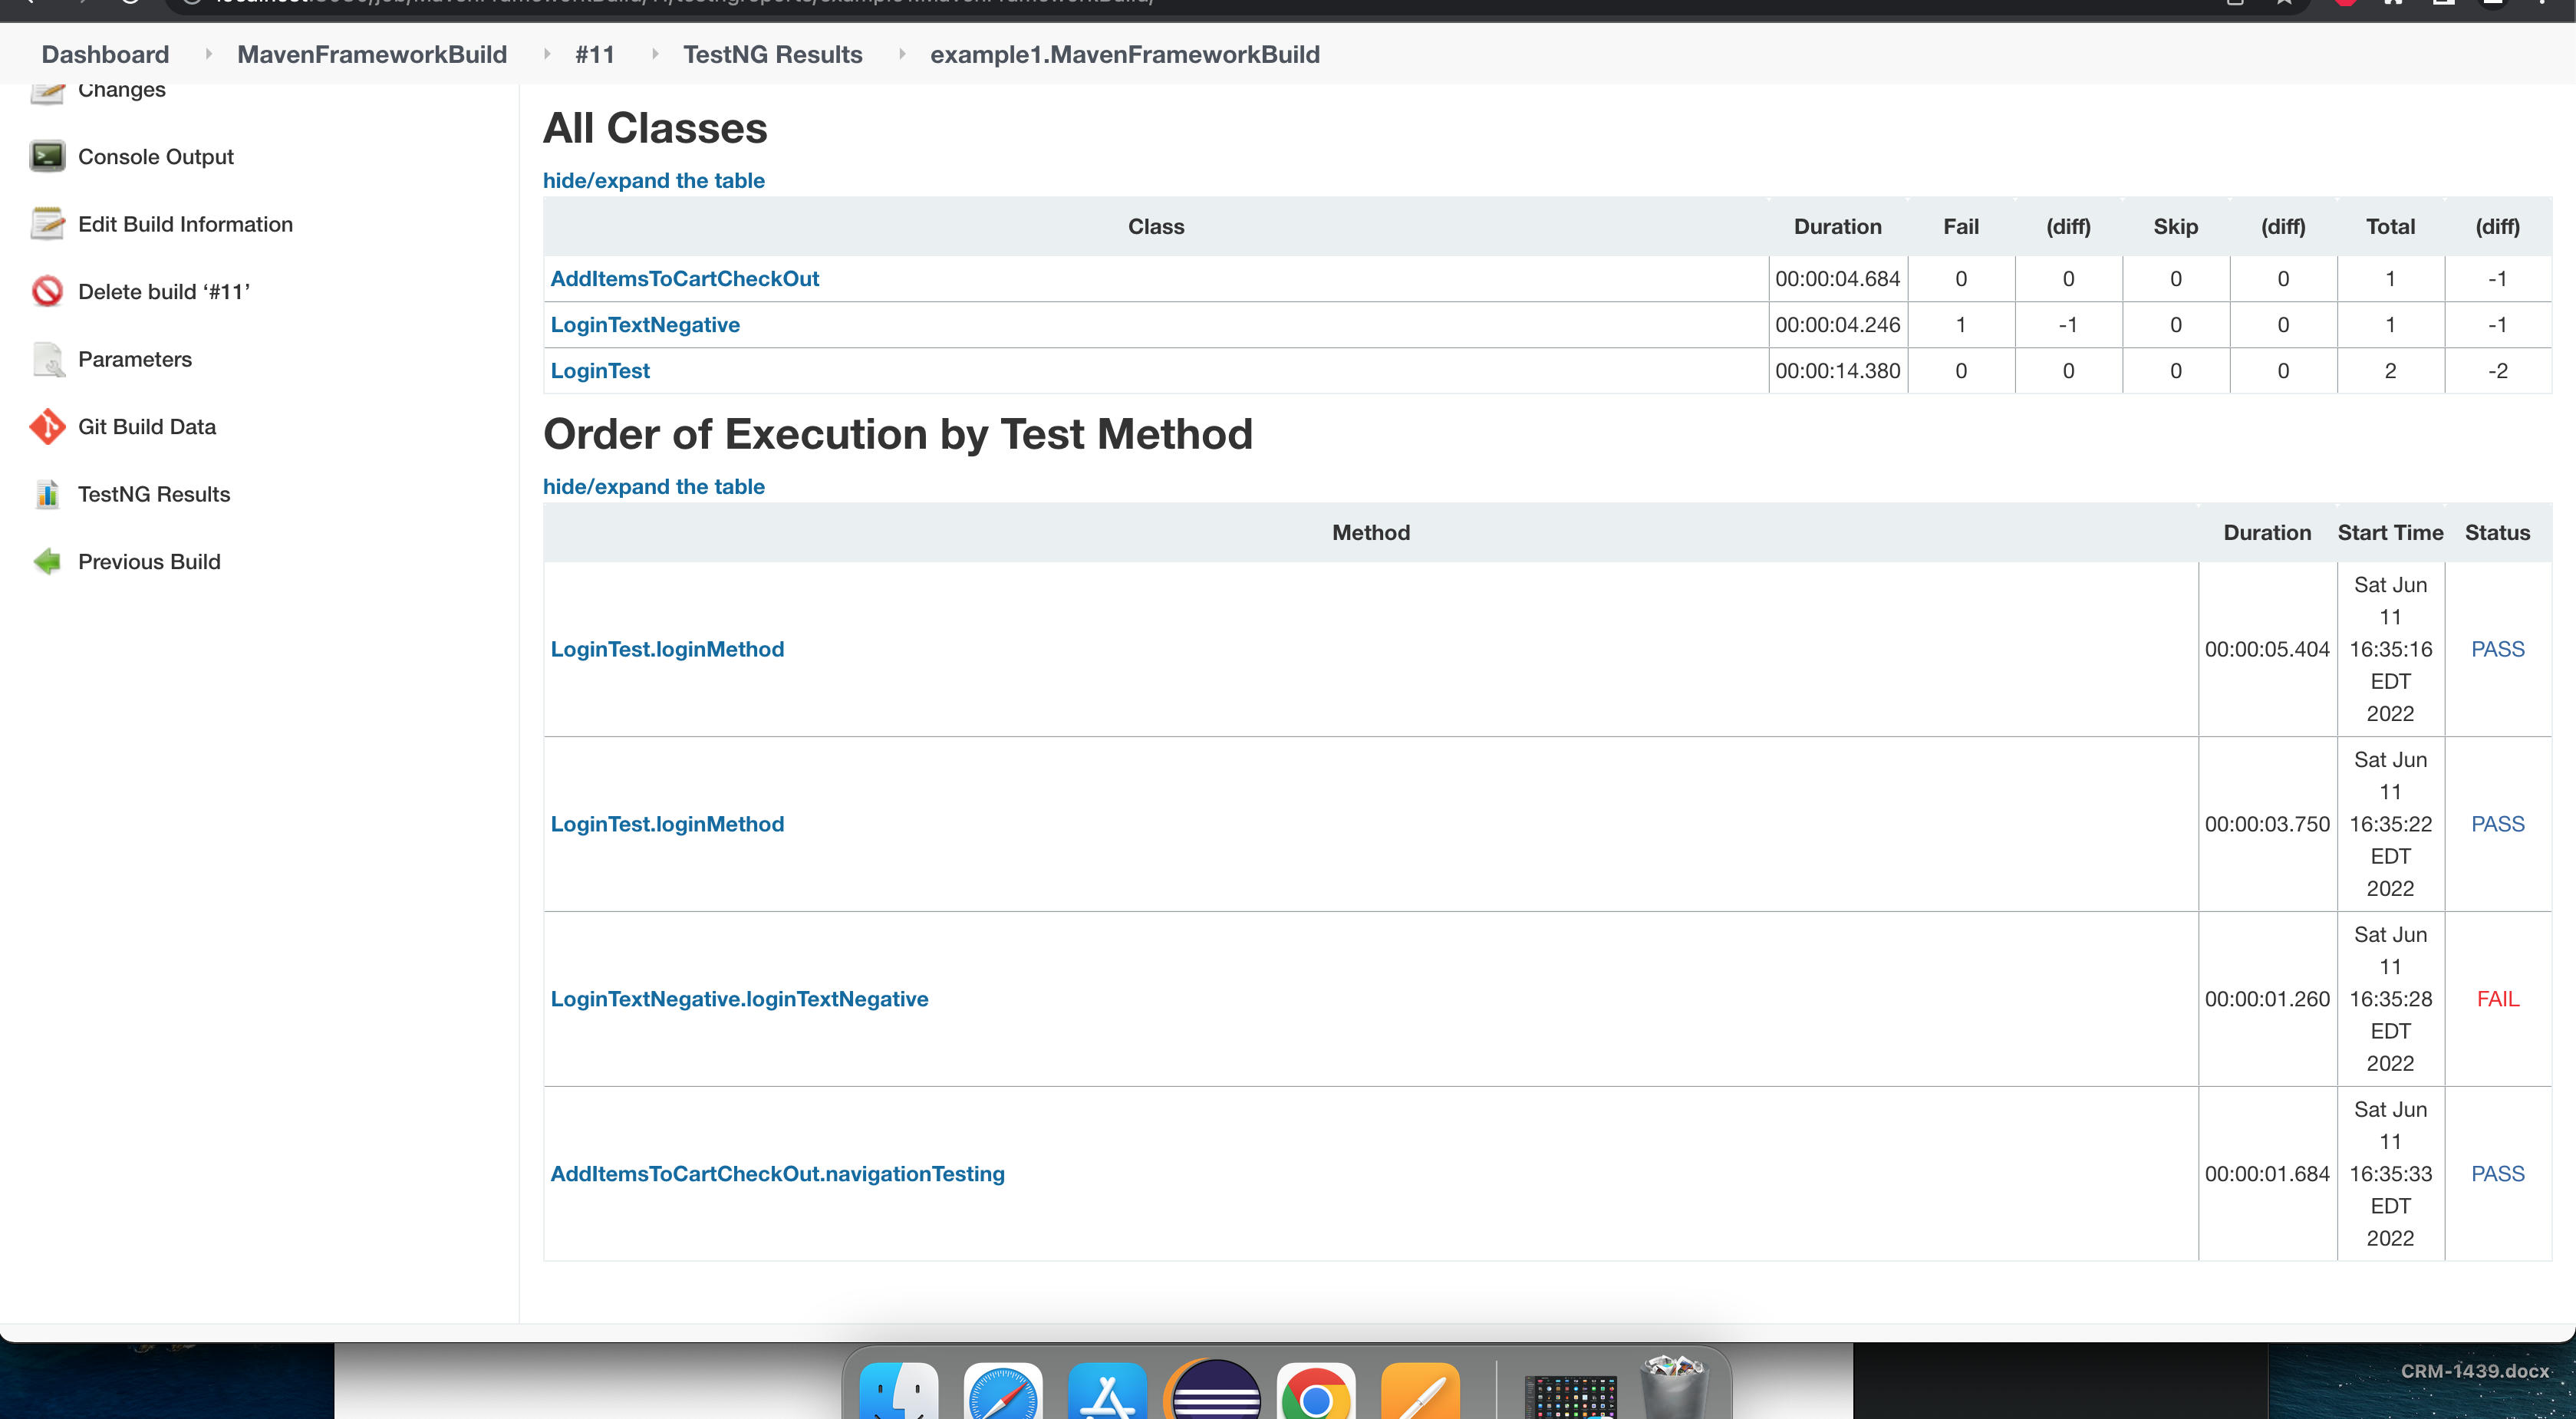 Dashboard MavenFrameworkBuild #11 TestNG Results example1.MavenFrameworkBuild
Changes
Console Output
Edit Build Information
Delete build ‘#11’
Parameters
Git Build Data
TestNG Results
Previous Build
All Classes
hide/expand the table
Class Duration Fail (diff) Skip (diff) Total (diff)
AddItemsToCartCheckOut 00:00:04.684 0 0 0 0 1 -1
LoginTextNegative 00:00:04.246 1 -1 0 0 1 -1
LoginTest 00:00:14.380 0 0 0 0 2 -2
Order of Execution by Test Method
hide/expand the table
Method Duration Start Time Status
LoginTest.loginMethod 00:00:05.404 Sat Jun
11
16:35:16
EDT
2022 PASS
LoginTest.loginMethod 00:00:03.750 Sat Jun
11
16:35:22
EDT
2022 PASS
LoginTextNegative.loginTextNegative 00:00:01.260 Sat Jun
11
16:35:28
EDT
2022 FAIL
AddItemsToCartCheckOut.navigationTesting 00:00:01.684 Sat Jun
11
16:35:33
EDT
2022 PASS
CRM-1439.docx